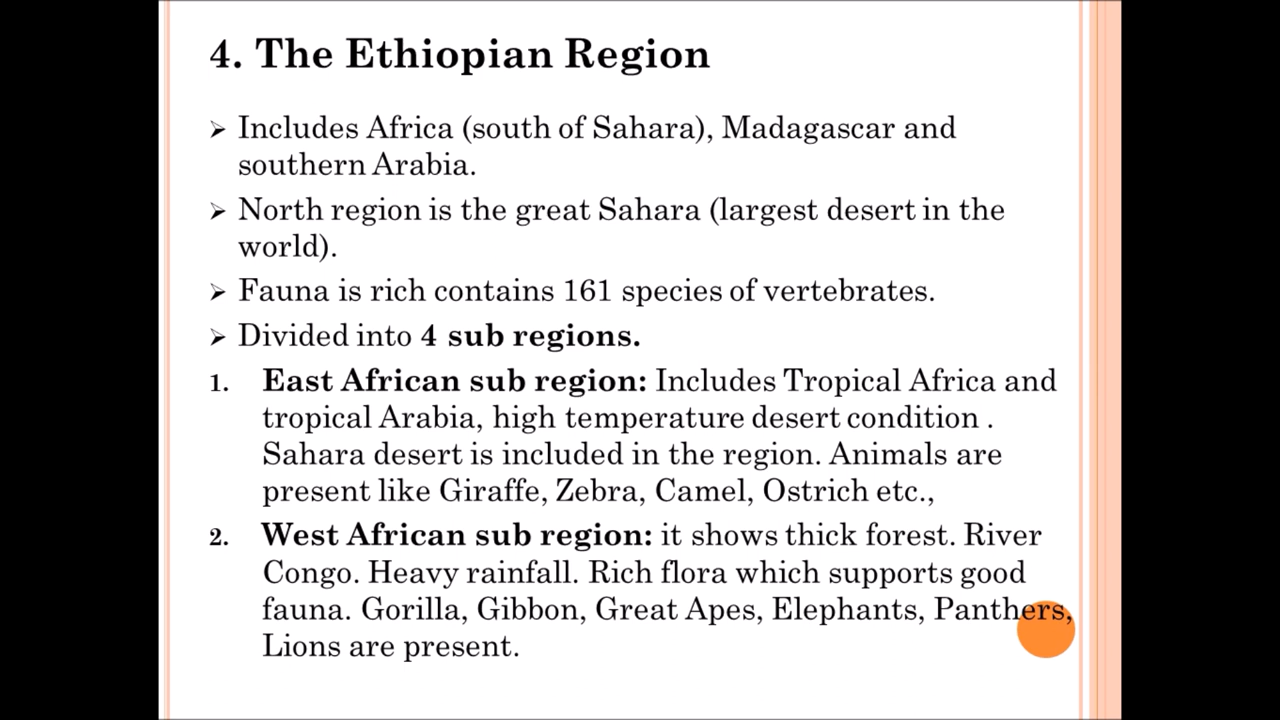 4. The Ethiopian Region
➢ Includes Africa (south of Sahara), Madagascar and
southern Arabia.
➢ North region is the great Sahara (largest desert in the
world).
➢ Fauna is rich contains 161 species of vertebrates.
➢ Divided into 4 sub regions.
1. East African sub region: Includes Tropical Africa and
tropical Arabia, high temperature desert condition .
Sahara desert is included in the region. Animals are
present like Giraffe, Zebra, Camel, Ostrich etc.,
2. West African sub region: it shows thick forest. River
Congo. Heavy rainfall. Rich flora which supports good
fauna. Gorilla, Gibbon, Great Apes, Elephants, Panthers,
Lions are present.